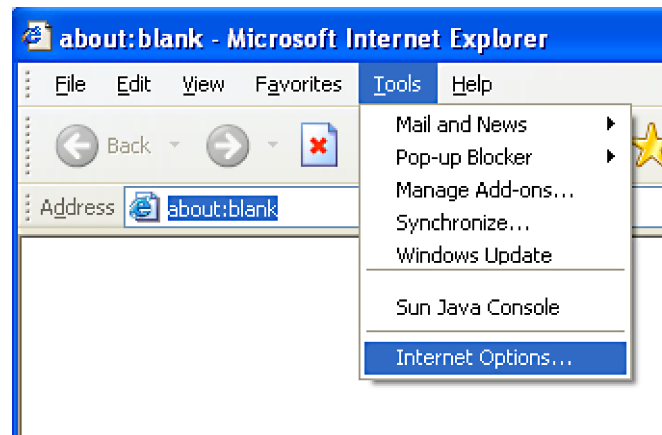 about:blank - Microsoft Internet Explorer
File Edit View Favorites Tools Help
Back
Address about:blank
Mail and News
Pop-up Blocker
Manage Add-ons...
Synchronize...
Windows Update
Sun Java Console
Internet Options...